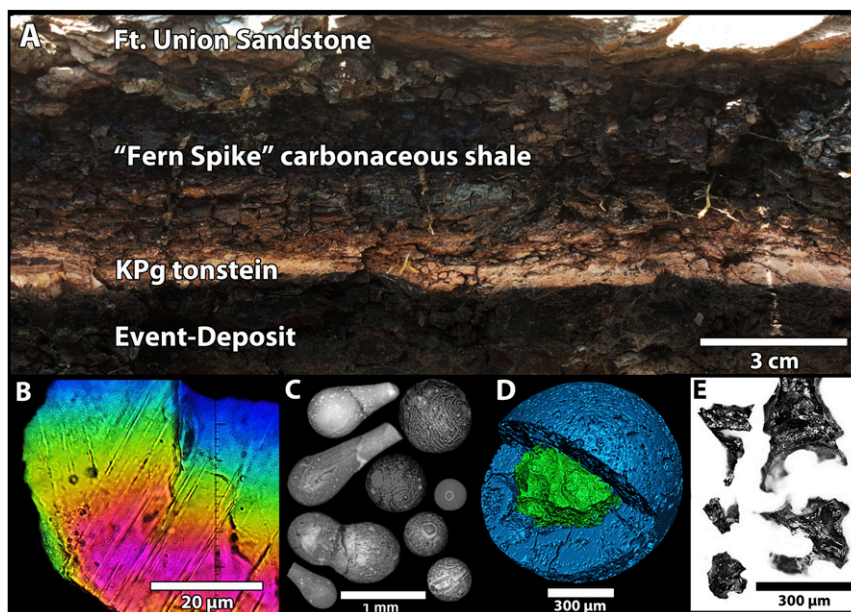 A
Ft. Union Sandstone
“Fern Spike” carbonaceous shale
KPg tonstein
Event-Deposit
3 cm
B
20 μm
C
1 mm
D
300 μm
E
300 μm